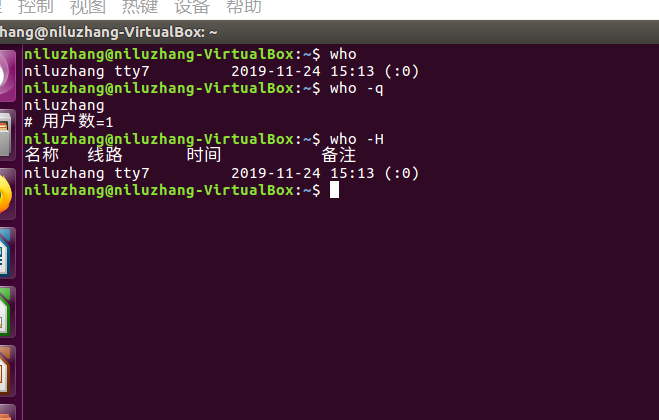 控制 视图 热键 设备 帮助
hang@niluzhang-VirtualBox: ~
niluzhang@niluzhang-VirtualBox:~$ who
niluzhang tty7         2019-11-24 15:13 (:0)
niluzhang@niluzhang-VirtualBox:~$ who -q
niluzhang
# 用户数=1
niluzhang@niluzhang-VirtualBox:~$ who -H
名称   线路       时间           备注
niluzhang tty7         2019-11-24 15:13 (:0)
niluzhang@niluzhang-VirtualBox:~$